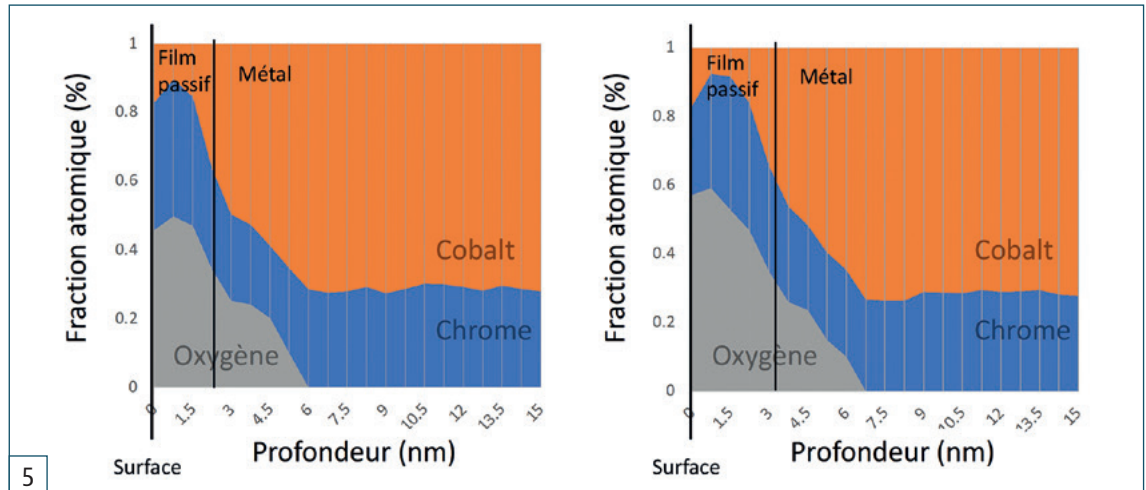 1
0.8
0.6
0.4
0.2
0
Fraction atomique (%)
Film
passif
Métal
Cobalt
Chrome
Oxygène
0 1.5 3 4.5 6 7.5 9 10.5 12 13.5 15
Profondeur (nm)
Surface
1
0.8
0.6
0.4
0.2
0
Fraction atomique (%)
Film
passif
Métal
Cobalt
Chrome
Oxygène
0 1.5 3 4.5 6 7.5 9 10.5 12 13.5 15
Profondeur (nm)
Surface
5